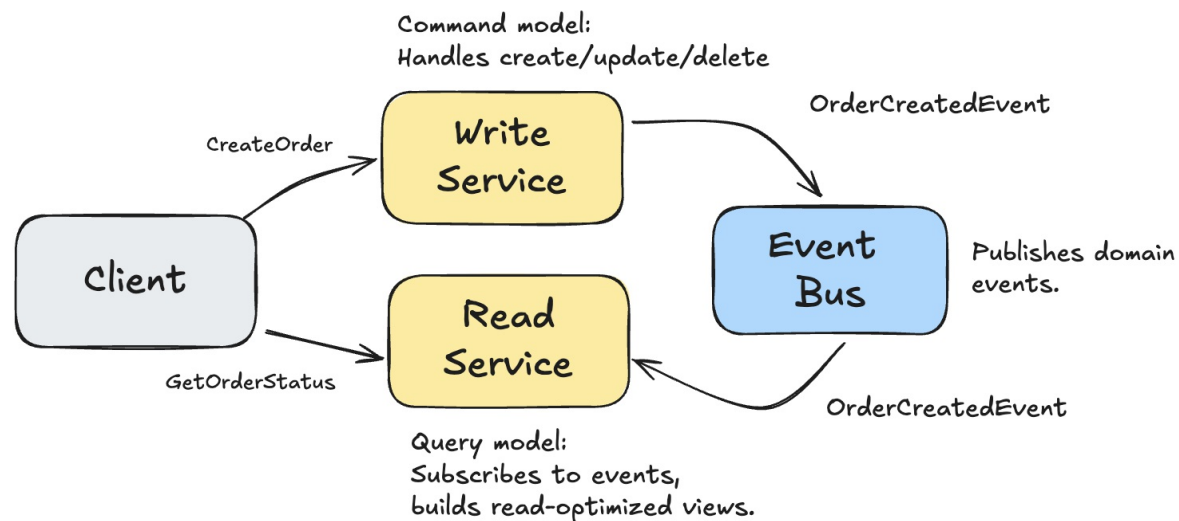 Command model:
Handles create/update/delete
Write
Service
OrderCreatedEvent
CreateOrder
Client
Event
Bus
Publishes domain
events.
Read
Service
GetOrderStatus
OrderCreatedEvent
Query model:
Subscribes to events,
builds read-optimized views.